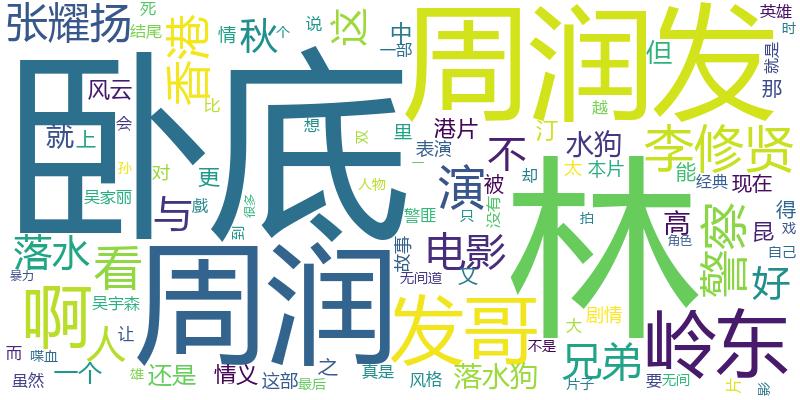 张耀扬
死
结尾
情
秋
个
说
这
中
一部
周润发
英雄
时
卧底
香港
风云
比
会
就
上
孙
对
更
吴家丽
戲
很多
与
到
想
双
里
港片
表演
不
汀
水狗
越
但
那
就是
李修贤
太
本片
能
经典
现在
却
被
演
人物
一
警匪
没有
只
拍
林
高
角色
警察
昆
得
戏
自己
好
落水
看
暴力
吴宇森
啊
人
让
而
喋血
虽然
一个
雄
还是
周润
情义
这部
最后
之
真是
故事
无间道
电影
又
发哥
风格
落水狗
不是
片子
大
剧情
兄弟
岭东
要
无间
片
影